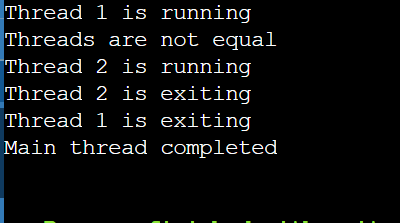 Thread 1 is running
Threads are not equal
Thread 2 is running
Thread 2 is exiting
Thread 1 is exiting
Main thread completed